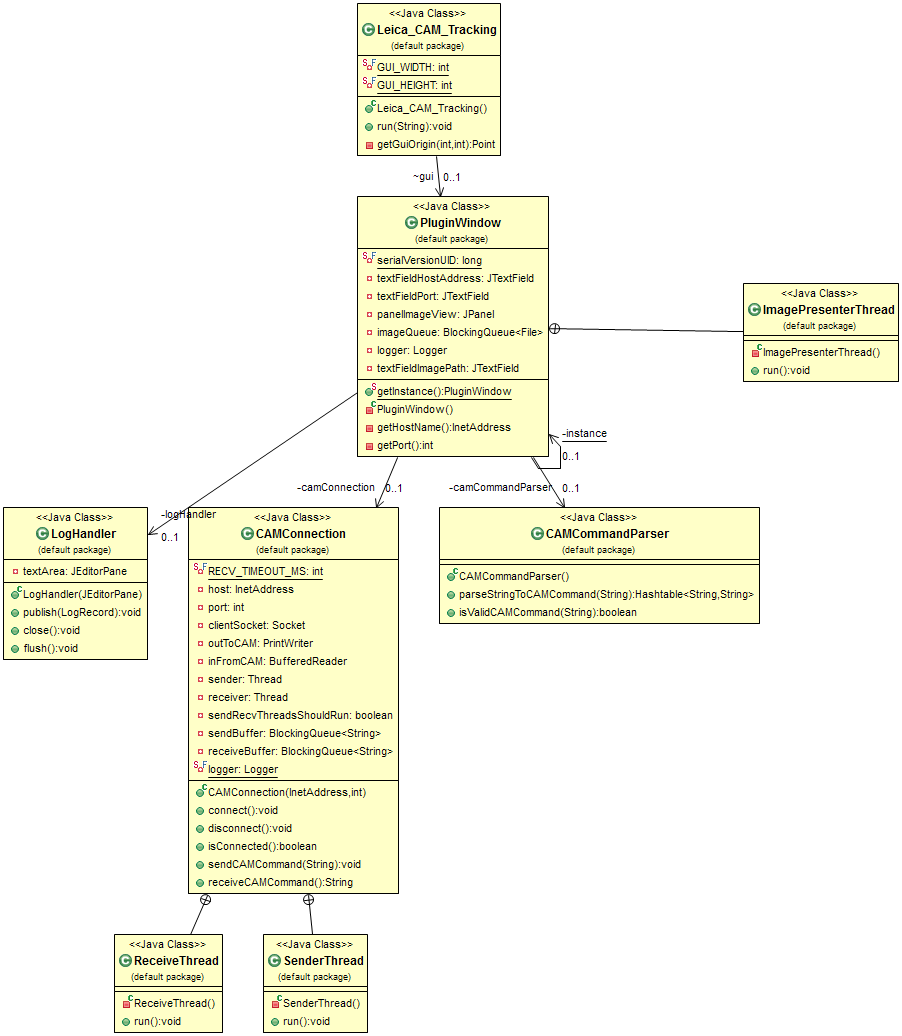 <<Java Class>>
Leica_CAM_Tracking
(default package)
GUI_WIDTH: int
GUI_HEIGHT: int
Leica_CAM_Tracking()
run(String):void
getGuiOrigin(int,int):Point
~gui
0..1
<<Java Class>>
PluginWindow
(default package)
serialVersionUID: long
textFieldHostAddress: JTextField
textFieldPort: JTextField
panelImageView: JPanel
imageQueue: BlockingQueue<File>
logger: Logger
textFieldImagePath: JTextField
getInstance():PluginWindow
PluginWindow()
getHostName():InetAddress
getPort():int
<<Java Class>>
ImagePresenterThread
(default package)
ImagePresenterThread()
run():void
-instance
0..1
-camConnection
0..1
-camCommandParser
0..1
-logHandler
0..1
<<Java Class>>
LogHandler
(default package)
textArea: JEditorPane
LogHandler(JEditorPane)
publish(LogRecord):void
close():void
flush():void
<<Java Class>>
CAMConnection
(default package)
RECV_TIMEOUT_MS: int
host: InetAddress
port: int
clientSocket: Socket
outToCAM: PrintWriter
inFromCAM: BufferedReader
sender: Thread
receiver: Thread
sendRecvThreadsShouldRun: boolean
sendBuffer: BlockingQueue<String>
receiveBuffer: BlockingQueue<String>
logger: Logger
CAMConnection(InetAddress,int)
connect():void
disconnect():void
isConnected():boolean
sendCAMCommand(String):void
receiveCAMCommand():String
<<Java Class>>
CAMCommandParser
(default package)
CAMCommandParser()
parseStringToCAMCommand(String):Hashtable<String,String>
isValidCAMCommand(String):boolean
<<Java Class>>
ReceiveThread
(default package)
ReceiveThread()
run():void
<<Java Class>>
SenderThread
(default package)
SenderThread()
run():void